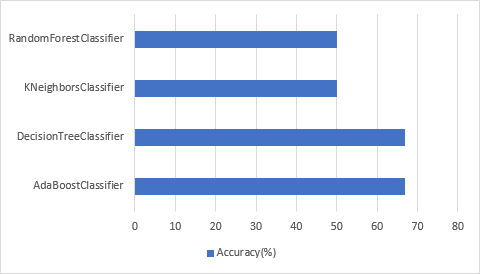 RandomForestClassifier
KNeighborsClassifier
DecisionTreeClassifier
AdaBoostClassifier
0 10 20 30 40 50 60 70 80
Accuracy(%)